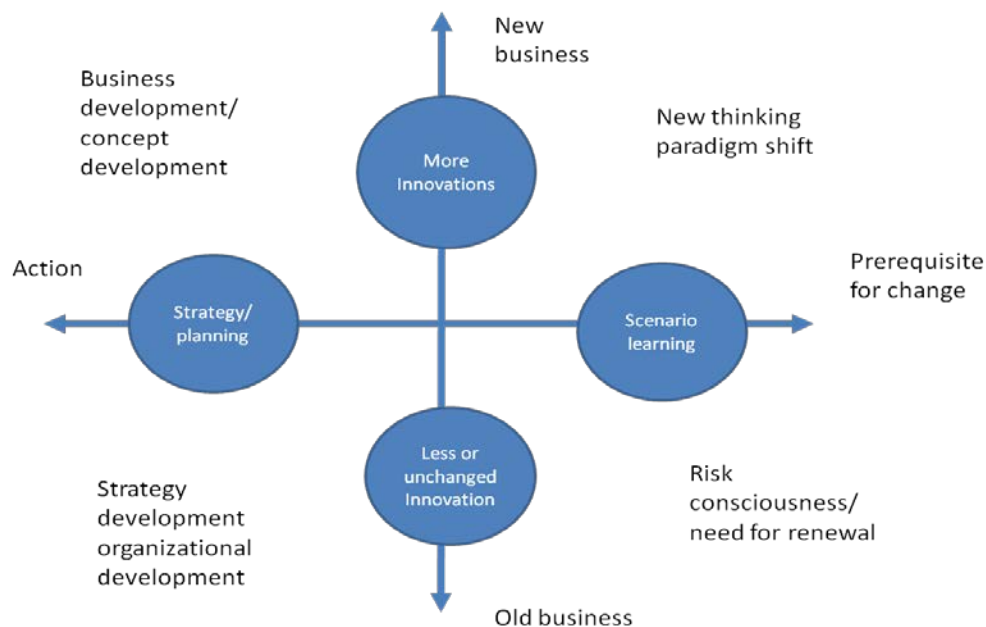 New
business
Business
development/
concept
development
New thinking
paradigm shift
More
Innovations
Action
Prerequisite
for change
Strategy/
planning
Scenario
learning
Less or
unchanged
Innovation
Strategy
development
organizational
development
Risk
consciousness/
need for renewal
Old business